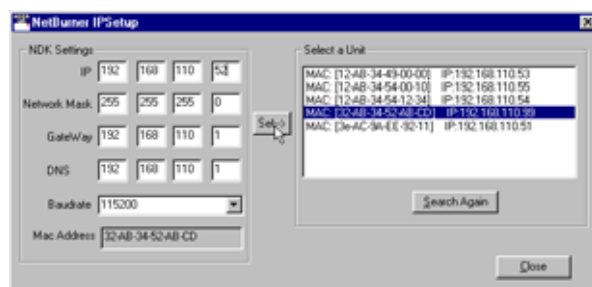 NetBurner IPSetup
NDK Settings
IP 192 168 110 52
Network Mask 255 255 255 0
GateWay 192 168 110 1
DNS 192 168 110 1
Baudrate 115200
Mac Address 32-AB-34-52-AB-CD
Set->
Select a Unit
MAC: [12-AB-34-49-00-00] IP:192.168.110.53
MAC: [12-AB-34-54-00-10] IP:192.168.110.55
MAC: [12-AB-34-54-12-34] IP:192.168.110.54
MAC: [32-AB-34-52-AB-CD] IP:192.168.110.99
MAC: [3e-AC-9A-EE-92-11] IP:192.168.110.51
Search Again
Close